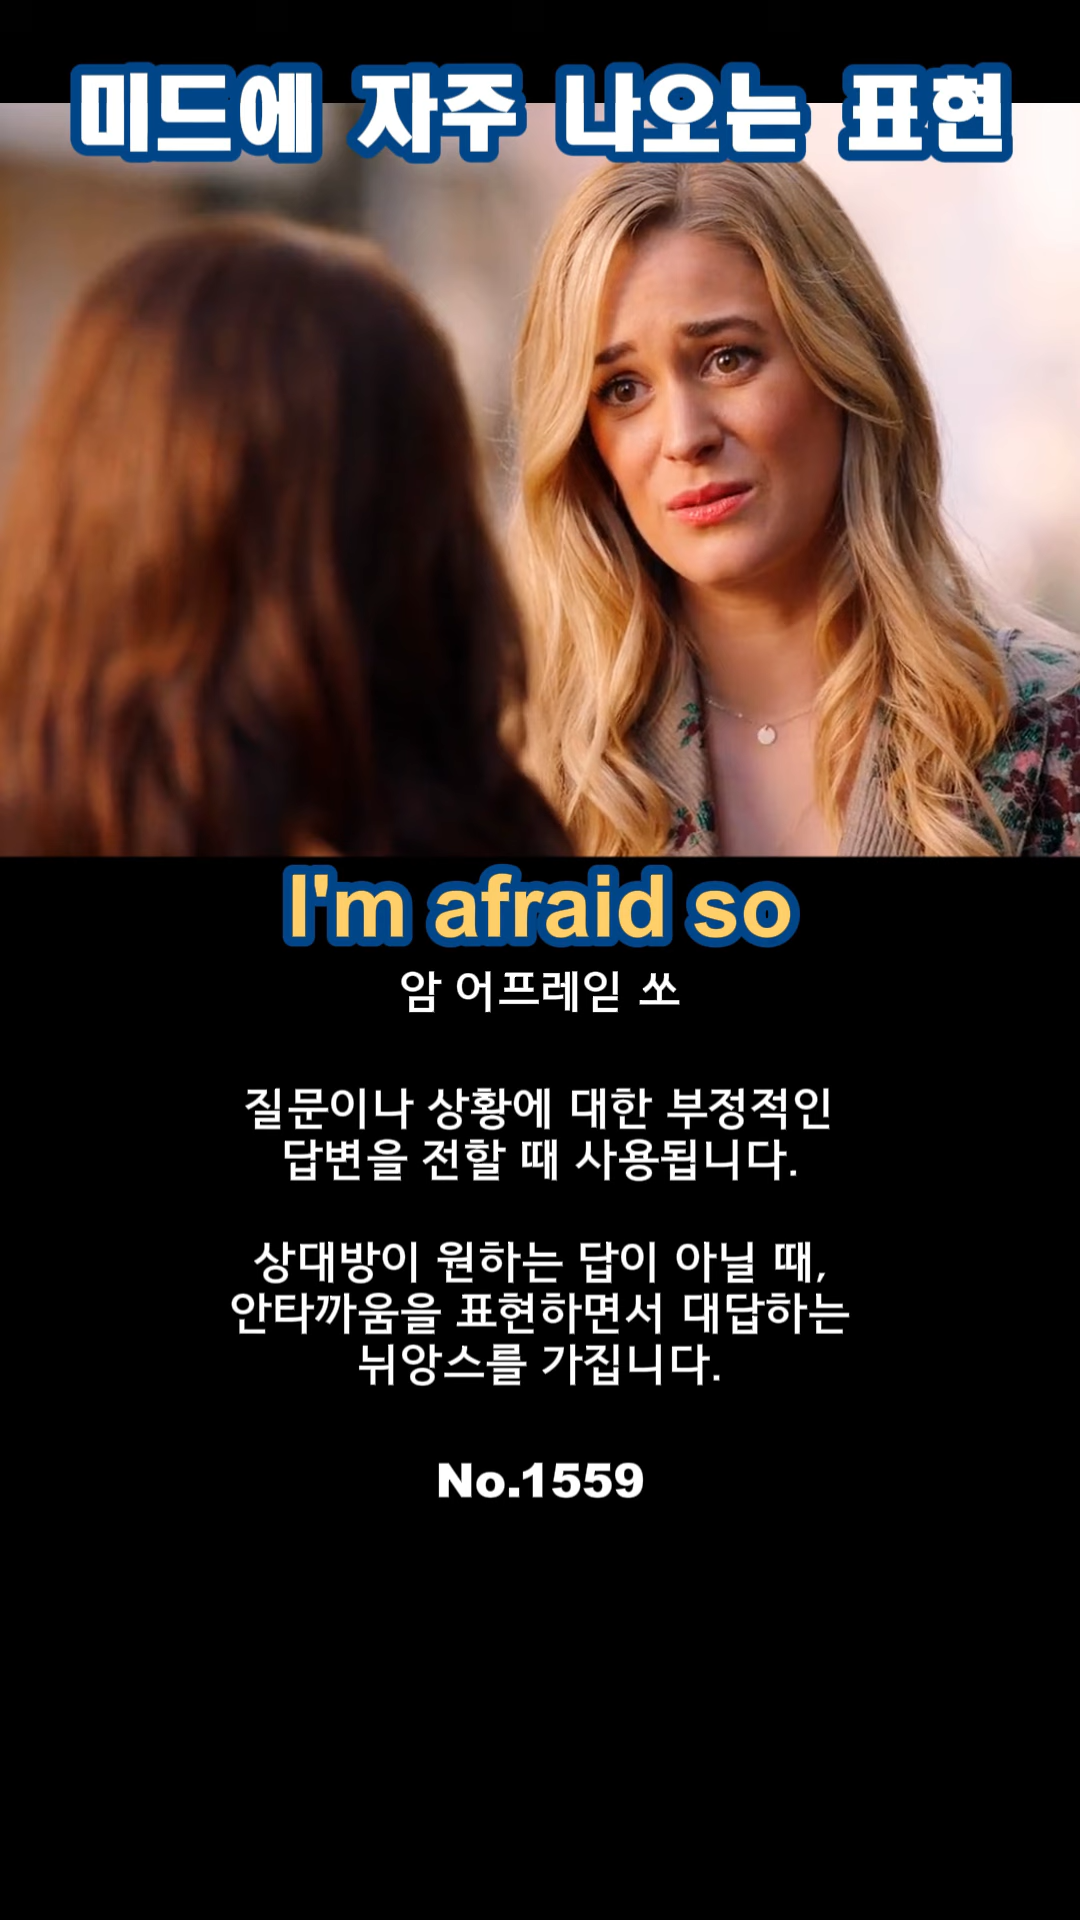 미드에 자주 나오는 표현
I'm afraid so
암 어프레읻 쏘
질문이나 상황에 대한 부정적인
답변을 전할 때 사용됩니다.
상대방이 원하는 답이 아닐 때,
안타까움을 표현하면서 대답하는
뉘앙스를 가집니다.
No.1559